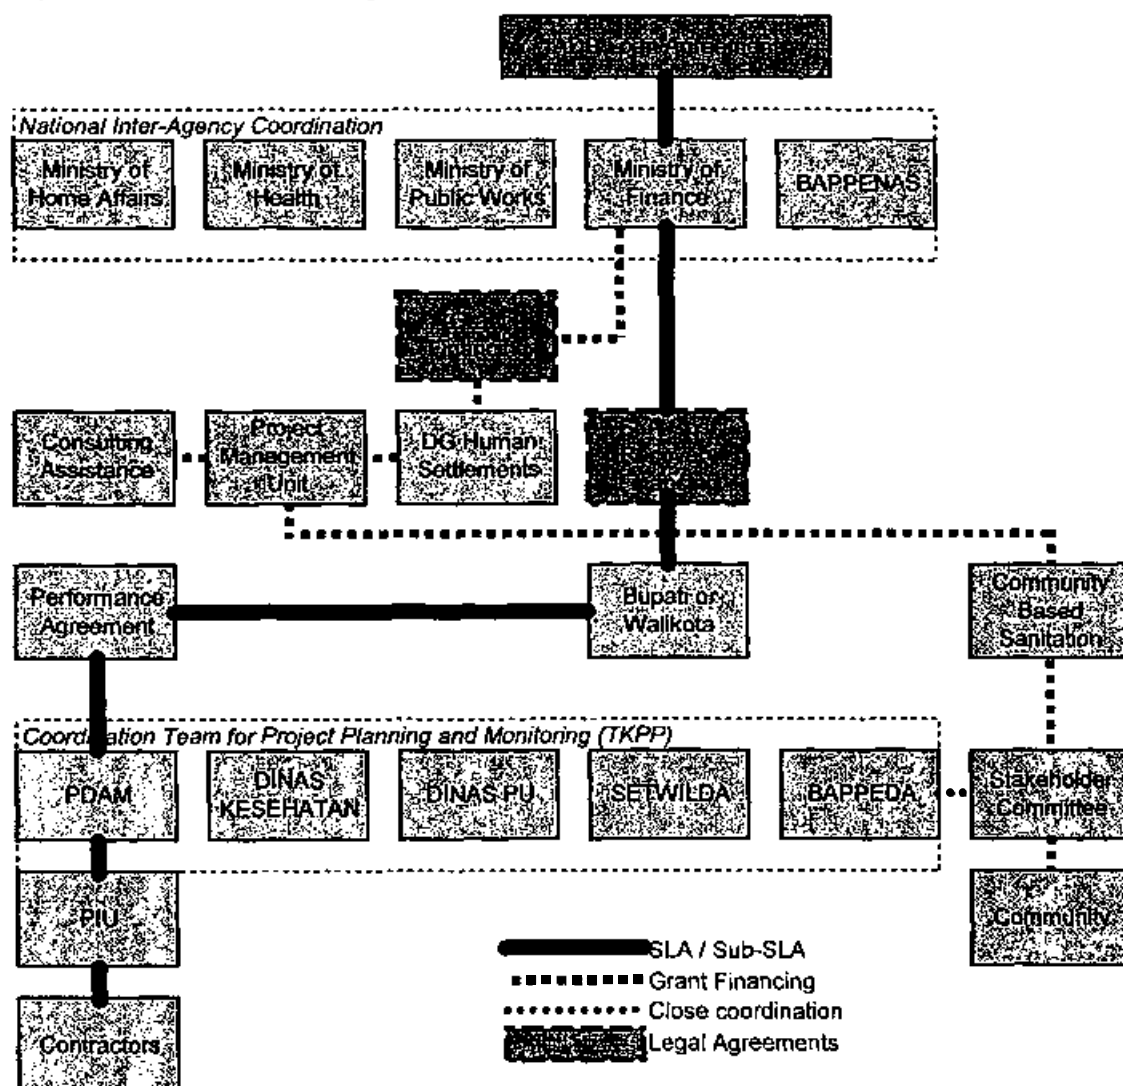 National Inter-Agency Coordination
Ministry of
Home Affairs
Ministry of
Health
Ministry of
Public Works
Ministry of
Finance
BAPPENAS
Consulting
Assistance
Project
Management
Unit
DG Human
Settlements
Performance
Agreement
Bupati or
Walikota
Community
Based
Sanitation
Coordination Team for Project Planning and Monitoring (TKPP)
PDAM
DINAS
KESEHATAN
DINAS PU
SETWILDA
BAPPEDA
Stakeholder
Committee
PIU
Community
Contractors
SLA / Sub-SLA
Grant Financing
Close coordination
Legal Agreements